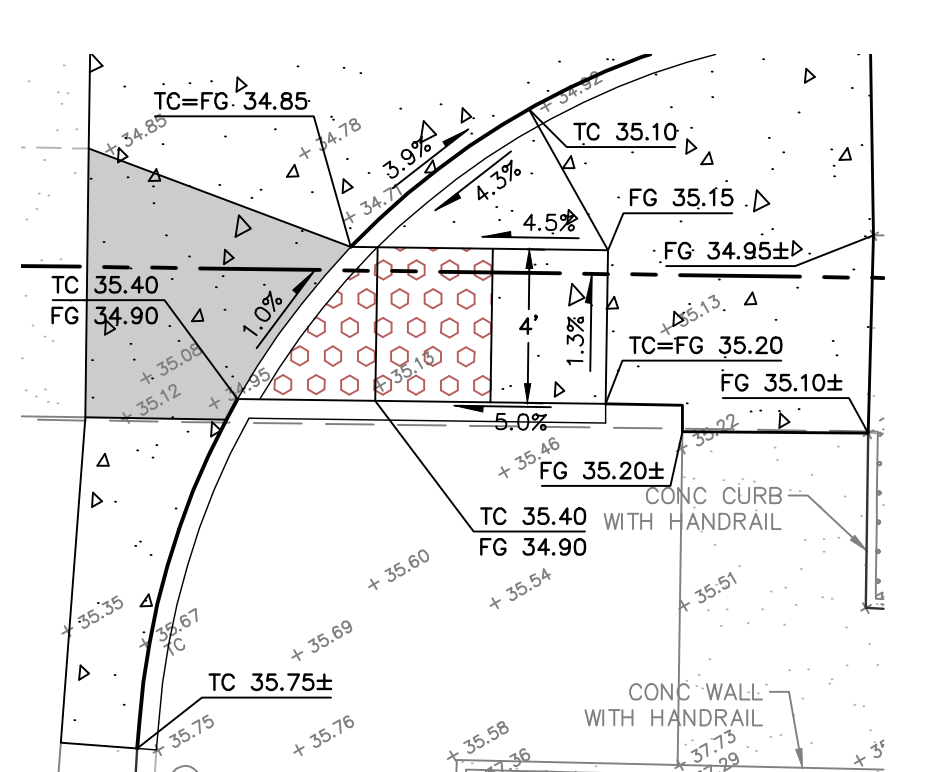 + 34.92
TC=FG 34.85
+ 34.85
+ 34.78
TC 35.10
3.9%
4.3%
FG 35.15
+ 34.71
4.5%
FG 34.95±
TC 35.40
FG 34.90
1.0%
4'
1.3%
+ 35.13
TC=FG 35.20
+ 35.08
+ 35.13
+ 34.95
FG 35.10±
+ 35.12
5.0%
+ 35.22
+ 35.46
FG 35.20±
CONC CURB
WITH HANDRAIL
TC 35.40
FG 34.90
+ 35.60
+ 35.54
+ 35.51
+ 35.35
+ 35.67
TC
+ 35.69
TC 35.75±
CONC WALL
WITH HANDRAIL
+ 35.75
+ 35.76
+ 35.58
+ 37.73